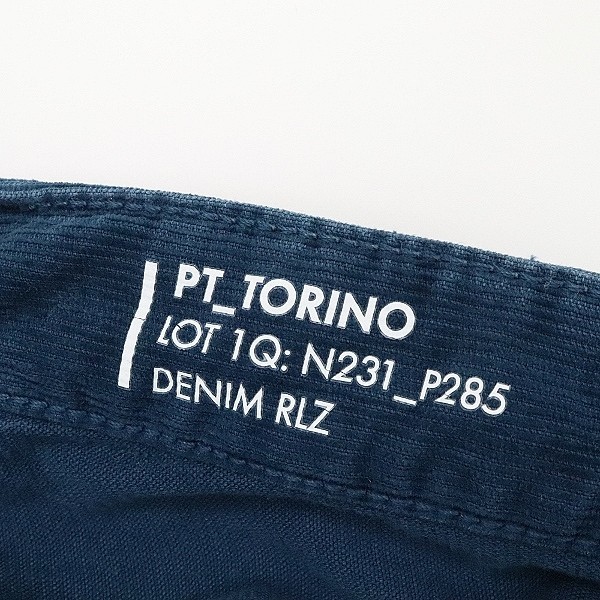 PT_TORINO
LOT 1Q: N231_P285
DENIM RLZ